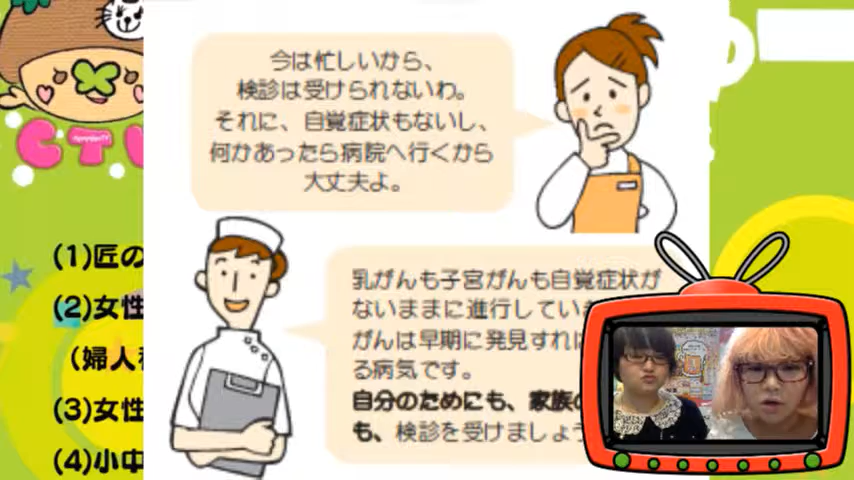 今は忙しいから、
検診は受けられないわ。
それに、自覚症状もないし、
何かあったら病院へ行くから
大丈夫よ。
乳がんも子宮がんも自覚症状が
ないままに進行してい
がんは早期に発見すれ
る病気です。
自分のためにも、家族
も、検診を受けましょう
CTV
(1)匠の
(2)女性
(婦人
(3)女性
(4)小中